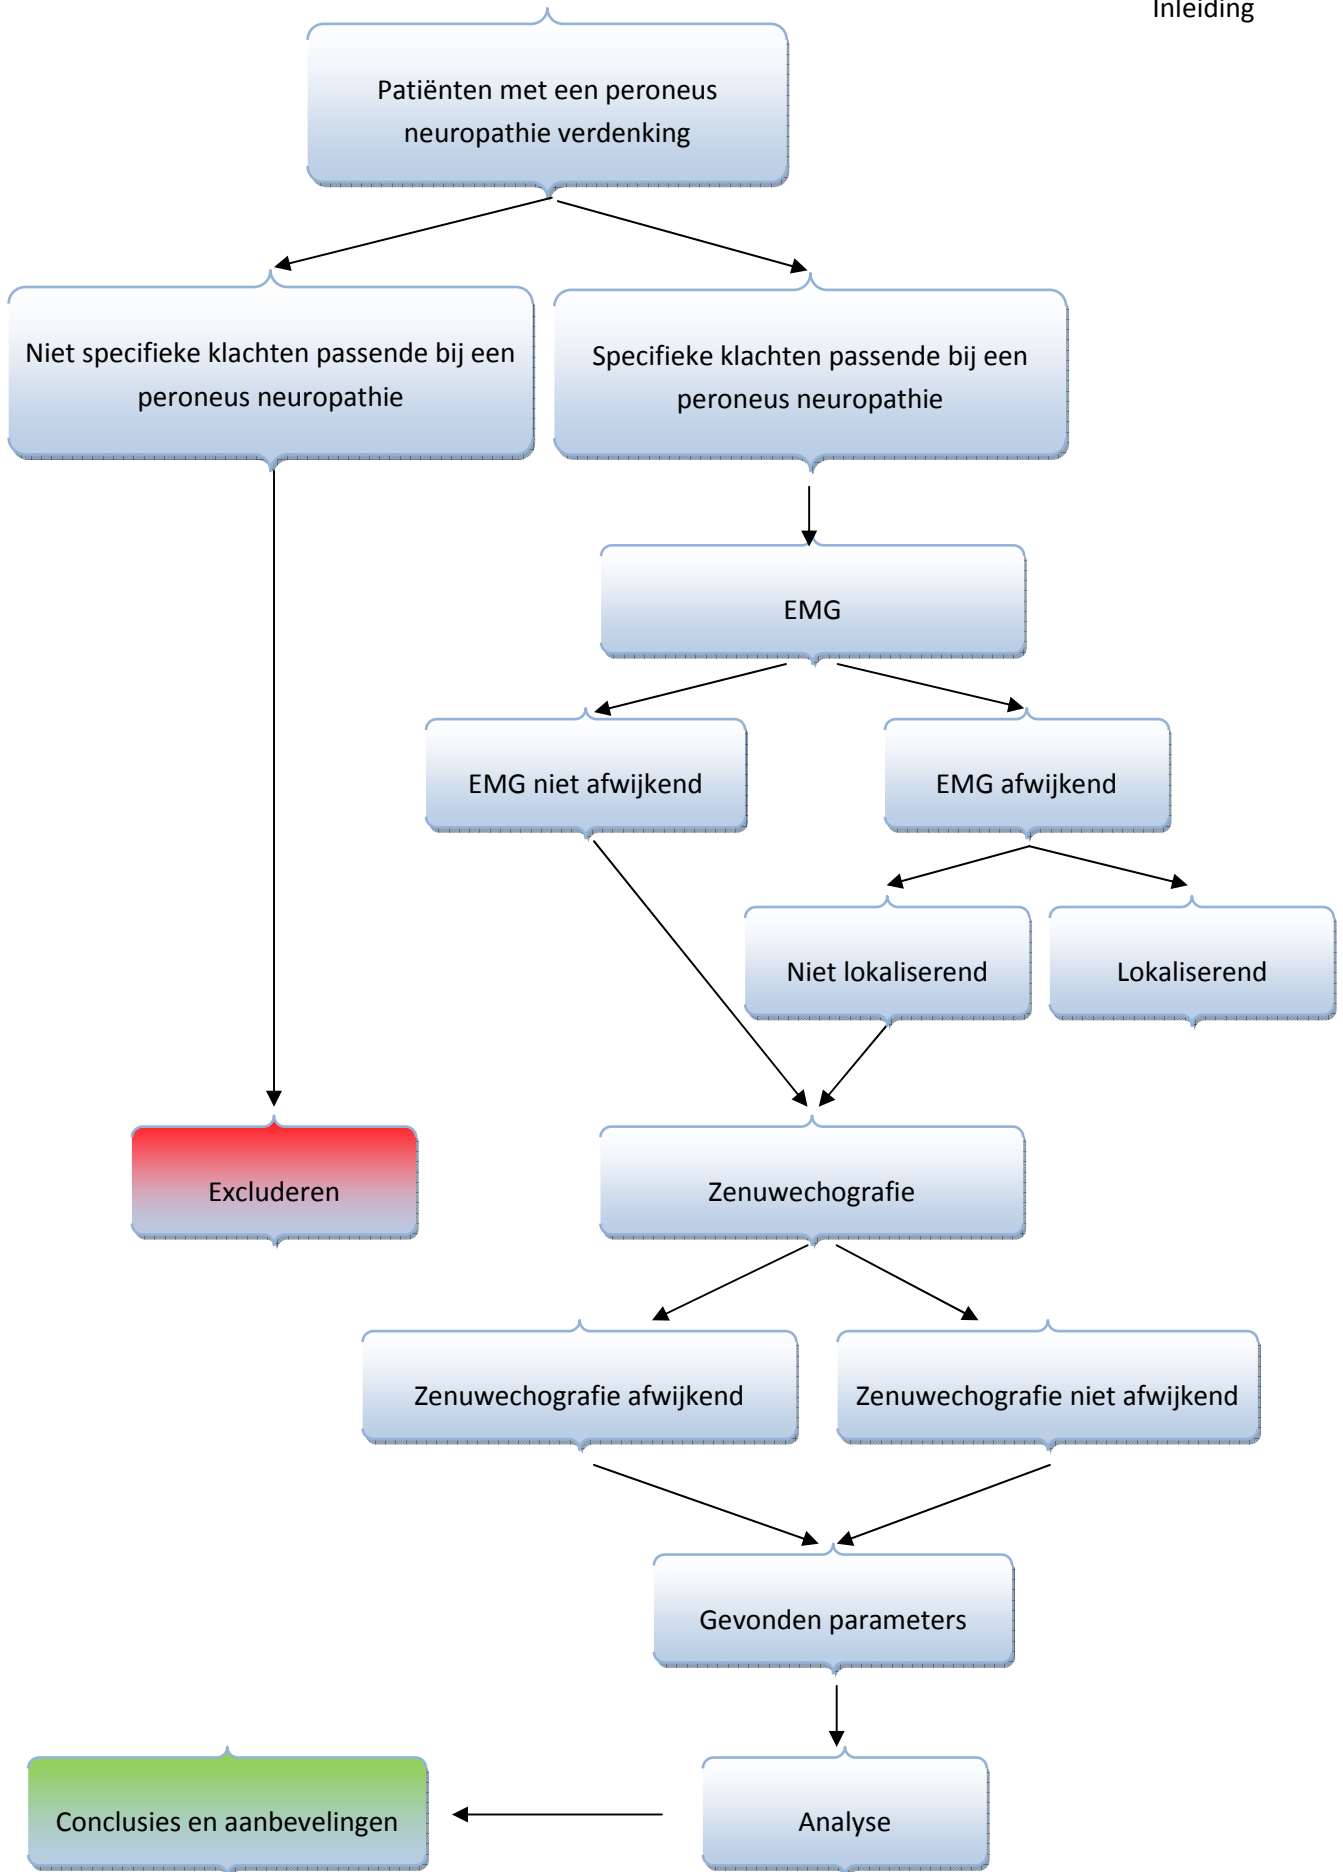 Inleiding
Patiënten met een peroneus
neuropathie verdenking
Niet specifieke klachten passende bij een
peroneus neuropathie
Specifieke klachten passende bij een
peroneus neuropathie
EMG
EMG niet afwijkend
EMG afwijkend
Niet lokaliserend
Lokaliserend
Excluderen
Zenuwechografie
Zenuwechografie afwijkend
Zenuwechografie niet afwijkend
Gevonden parameters
Conclusies en aanbevelingen
Analyse